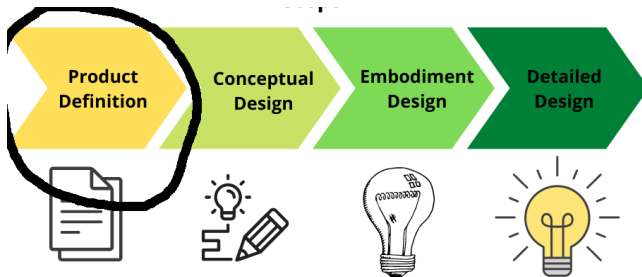 Product
Definition
Conceptual
Design
Embodiment
Design
Detailed
Design